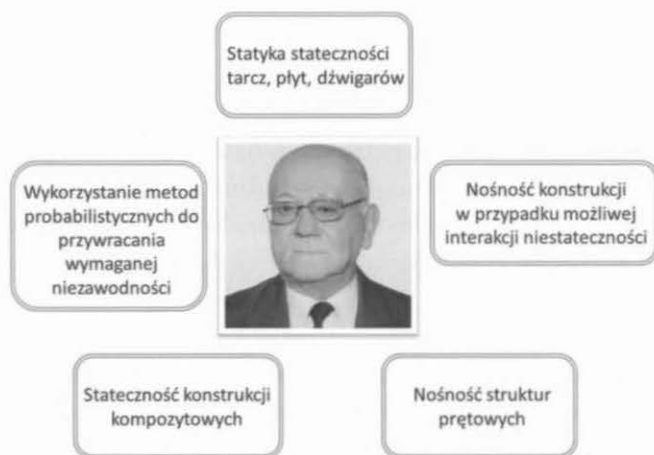 Statyka stateczności
tarcz, płyt, dźwigarów
Wykorzystanie metod
probabilistycznych do
przywracania
wymaganej
niezawodności
Nośność konstrukcji
w przypadku możliwej
interakcji niestateczności
Stateczność konstrukcji
kompozytowych
Nośność struktur
prętowych